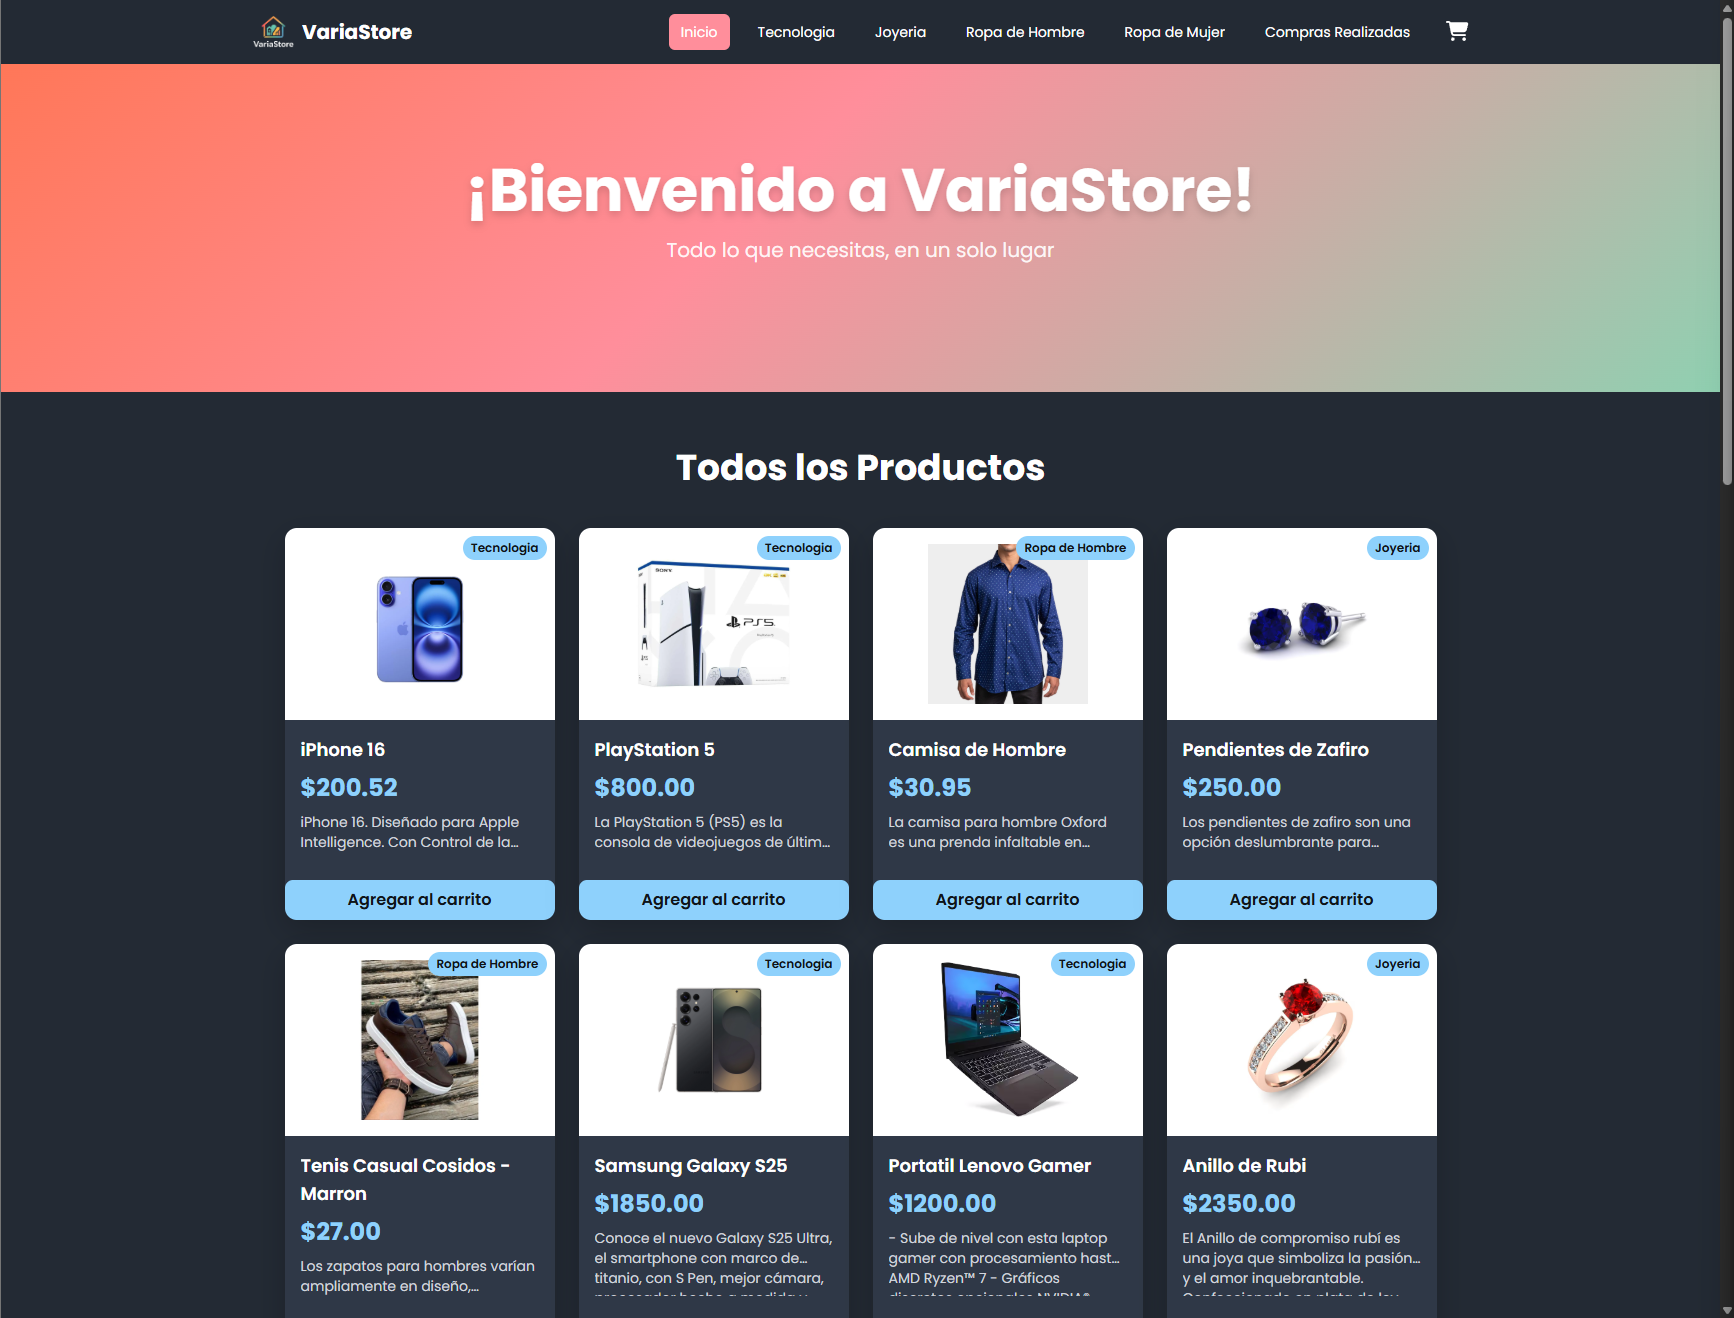 VariaStore
VariaStore
Inicio
Tecnologia
Joyeria
Ropa de Hombre
Ropa de Mujer
Compras Realizadas
¡Bienvenido a VariaStore!
Todo lo que necesitas, en un solo lugar
Todos los Productos
Tecnologia
iPhone 16
$200.52
iPhone 16. Diseñado para Apple
Intelligence. Con Control de la…
Agregar al carrito
Tecnologia
SONY
PS5
PlayStation 5
$800.00
La PlayStation 5 (PS5) es la
consola de videojuegos de últim…
Agregar al carrito
Ropa de Hombre
Camisa de Hombre
$30.95
La camisa para hombre Oxford
es una prenda infaltable en…
Agregar al carrito
Joyeria
Pendientes de Zafiro
$250.00
Los pendientes de zafiro son una
opción deslumbrante para…
Agregar al carrito
Ropa de Hombre
Tenis Casual Cosidos -
Marron
$27.00
Los zapatos para hombres varían
ampliamente en diseño,…
Tecnologia
Samsung Galaxy S25
$1850.00
Conoce el nuevo Galaxy S25 Ultra,
el smartphone con marco de…
titanio, con S Pen, mejor cámara,
Tecnologia
Portatil Lenovo Gamer
$1200.00
- Sube de nivel con esta laptop
gamer con procesamiento hast…
AMD Ryzen™ 7 - Gráficos
Joyeria
Anillo de Rubi
$2350.00
El Anillo de compromiso rubí es
una joya que simboliza la pasión…
y el amor inquebrantable.